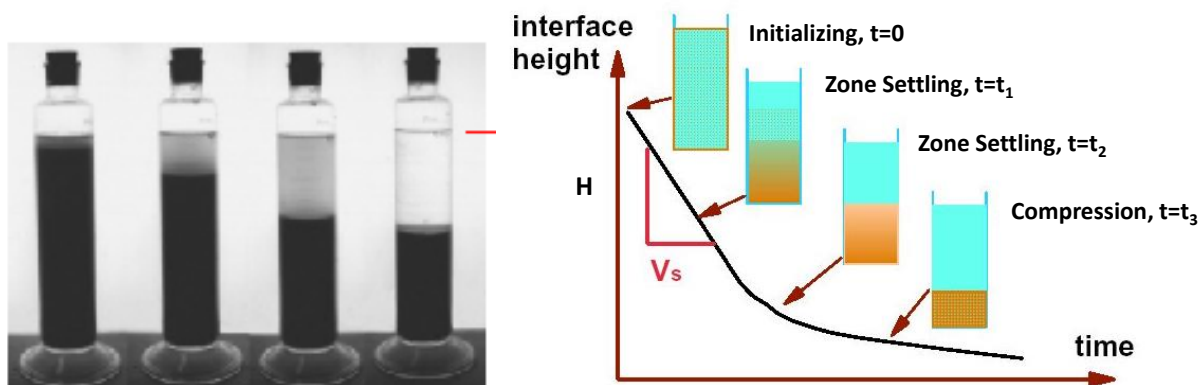 interface
height
Initializing, t=0
Zone Settling, t=t₁
Zone Settling, t=t₂
H
Compression, t=t₃
Vs
time